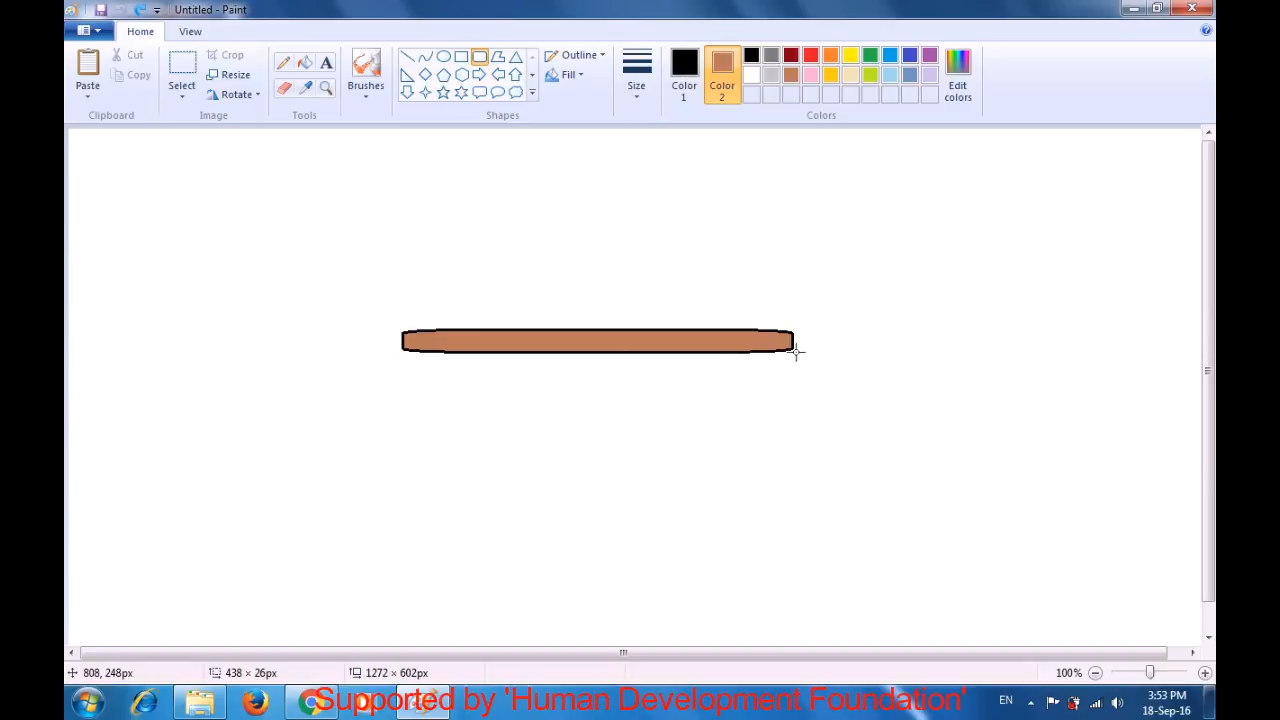 Untitled - Paint
Home View
Paste
Cut
Copy
Clipboard
Select
Crop
Resize
Rotate
Image
Tools
Brushes
Shapes
Outline
Fill
Size
Color 1
Color 2
Colors
Edit colors
808, 248px
438 × 26px
1272 × 602px
100%
EN
3:53 PM
18-Sep-16
Supported by 'Human Development Foundation'